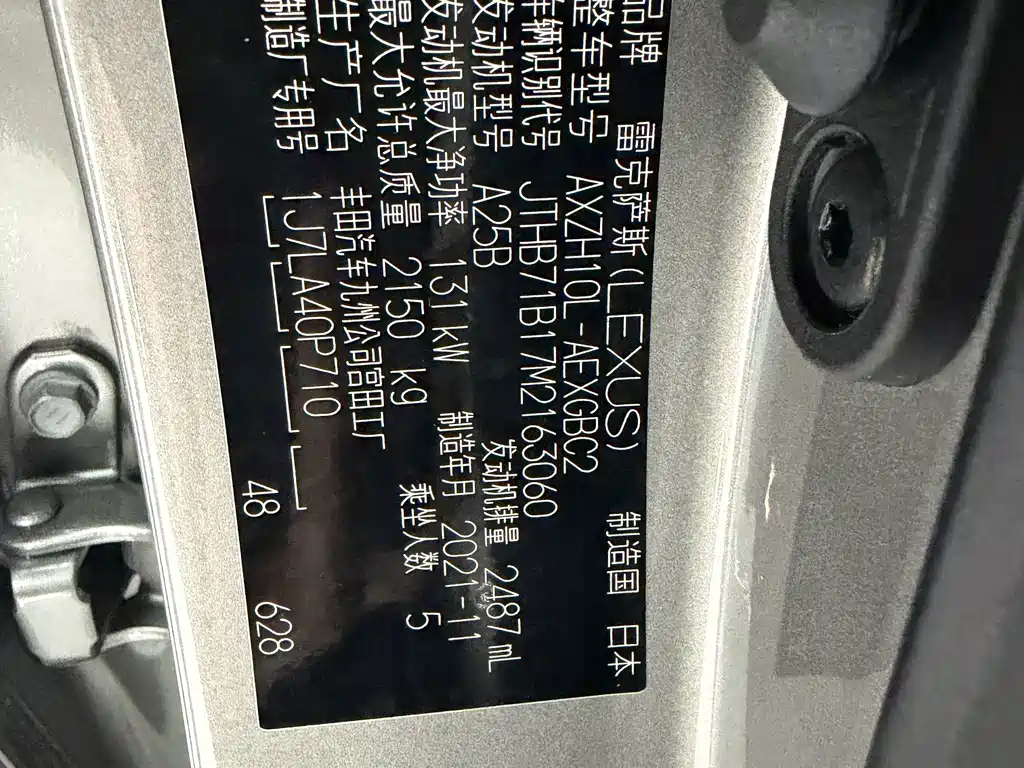 品牌 雷克萨斯(LEXUS) 制造国 日本
整车型号 AXZH10L-AEXGBC2
车辆识别代号 JTHB71B17M2163060
发动机型号 A25B 发动机排量 2487 mL
发动机最大净功率 131 kW 制造年月 2021-11
最大允许总质量 2150 kg 乘坐人数 5
生产厂名 丰田汽车九州公司宫田工厂
制造厂专用号 1J7LA40P710 48 628